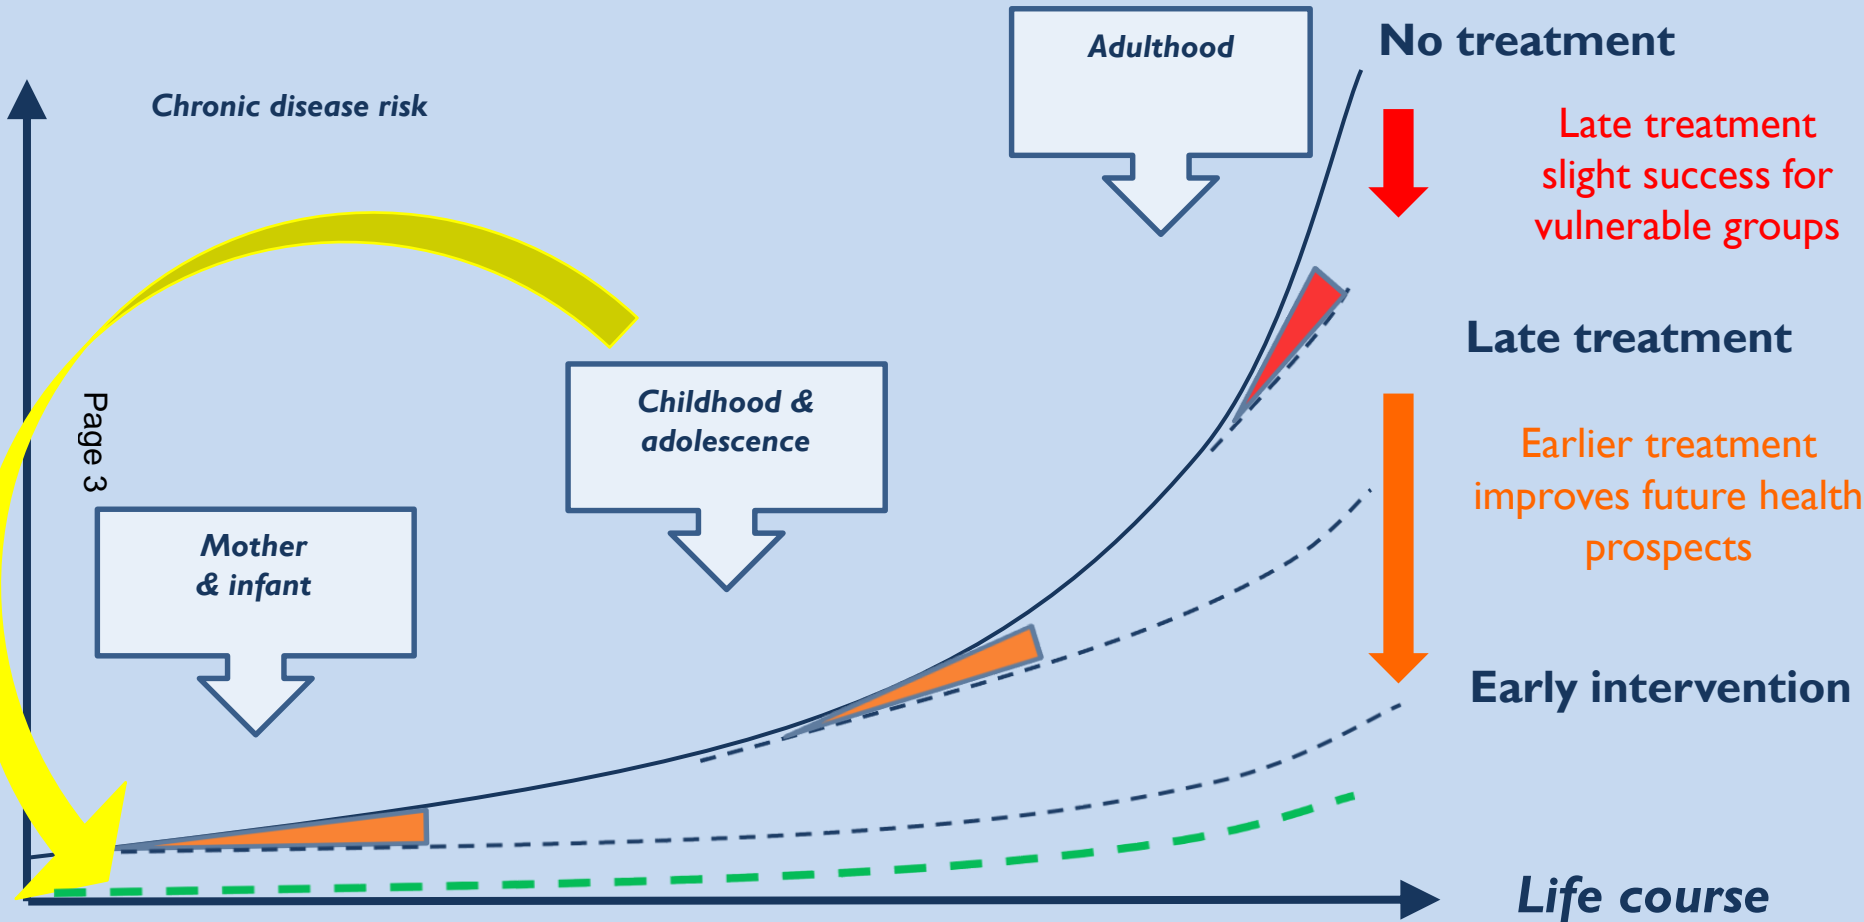 Adulthood
No treatment
Chronic disease risk
Late treatment
slight success for
vulnerable groups
Late treatment
Childhood &
adolescence
Page 3
Earlier treatment
improves future health
prospects
Mother
& infant
Early intervention
Life course